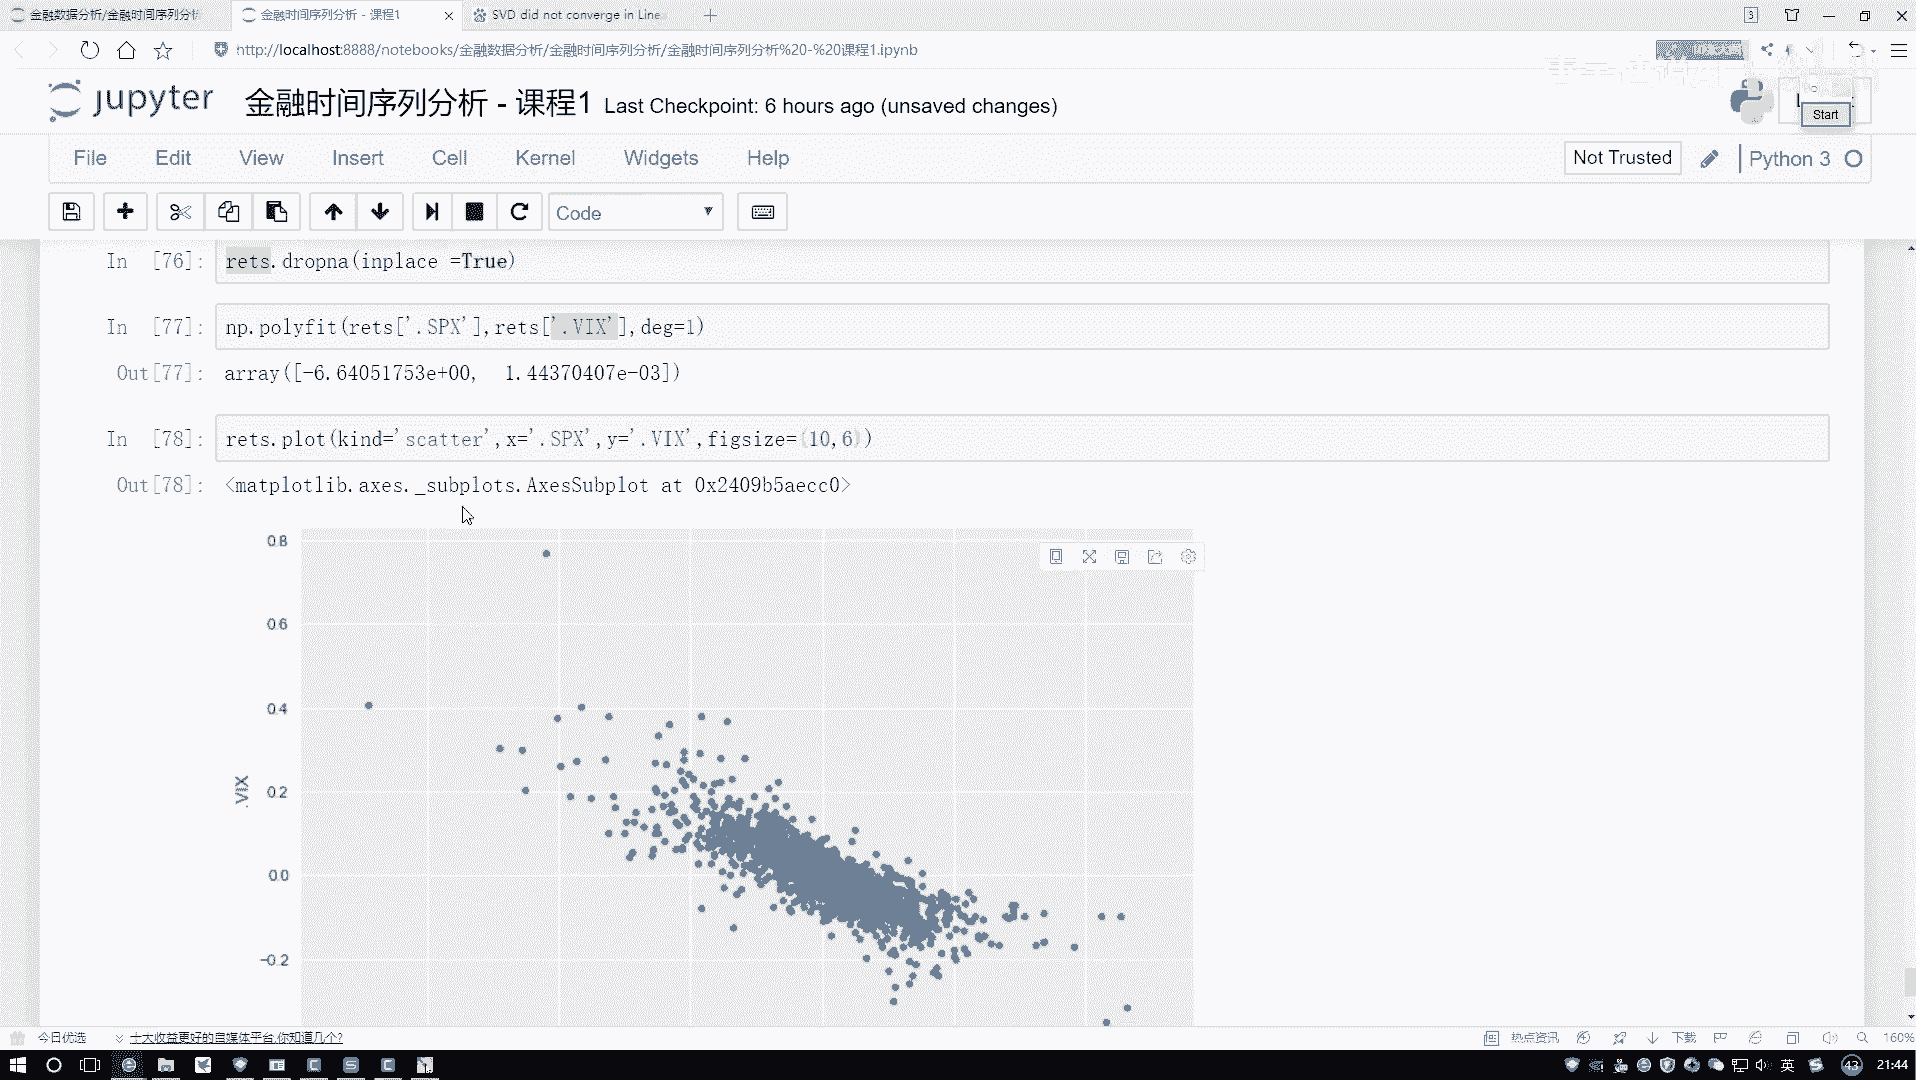 金融数据分析/金融时间序列分析
金融时间序列分析 - 课程1
SVD did not converge in Line
3
http://localhost:8888/notebooks/金融数据分析/金融时间序列分析/金融时间序列分析%20-%20课程1.ipynb
jupyter 金融时间序列分析 - 课程1 Last Checkpoint: 6 hours ago (unsaved changes)
Start
File Edit View Insert Cell Kernel Widgets Help
Not Trusted
Python 3
Code
In [76]: rets.dropna(inplace =True)
In [77]: np.polyfit(rets['.SPX'],rets['.VIX'],deg=1)
Out[77]: array([-6.64051753e+00, 1.44370407e-03])
In [78]: rets.plot(kind='scatter',x='.SPX',y='.VIX',figsize=(10,6))
Out[78]: <matplotlib.axes._subplots.AxesSubplot at 0x2409b5aecc0>
0.8
0.6
0.4
0.2
0.0
-0.2
.VIX
今日优选
十大收益更好的自媒体平台,你知道几个?
热点资讯
下载
160%
英
43
21:44